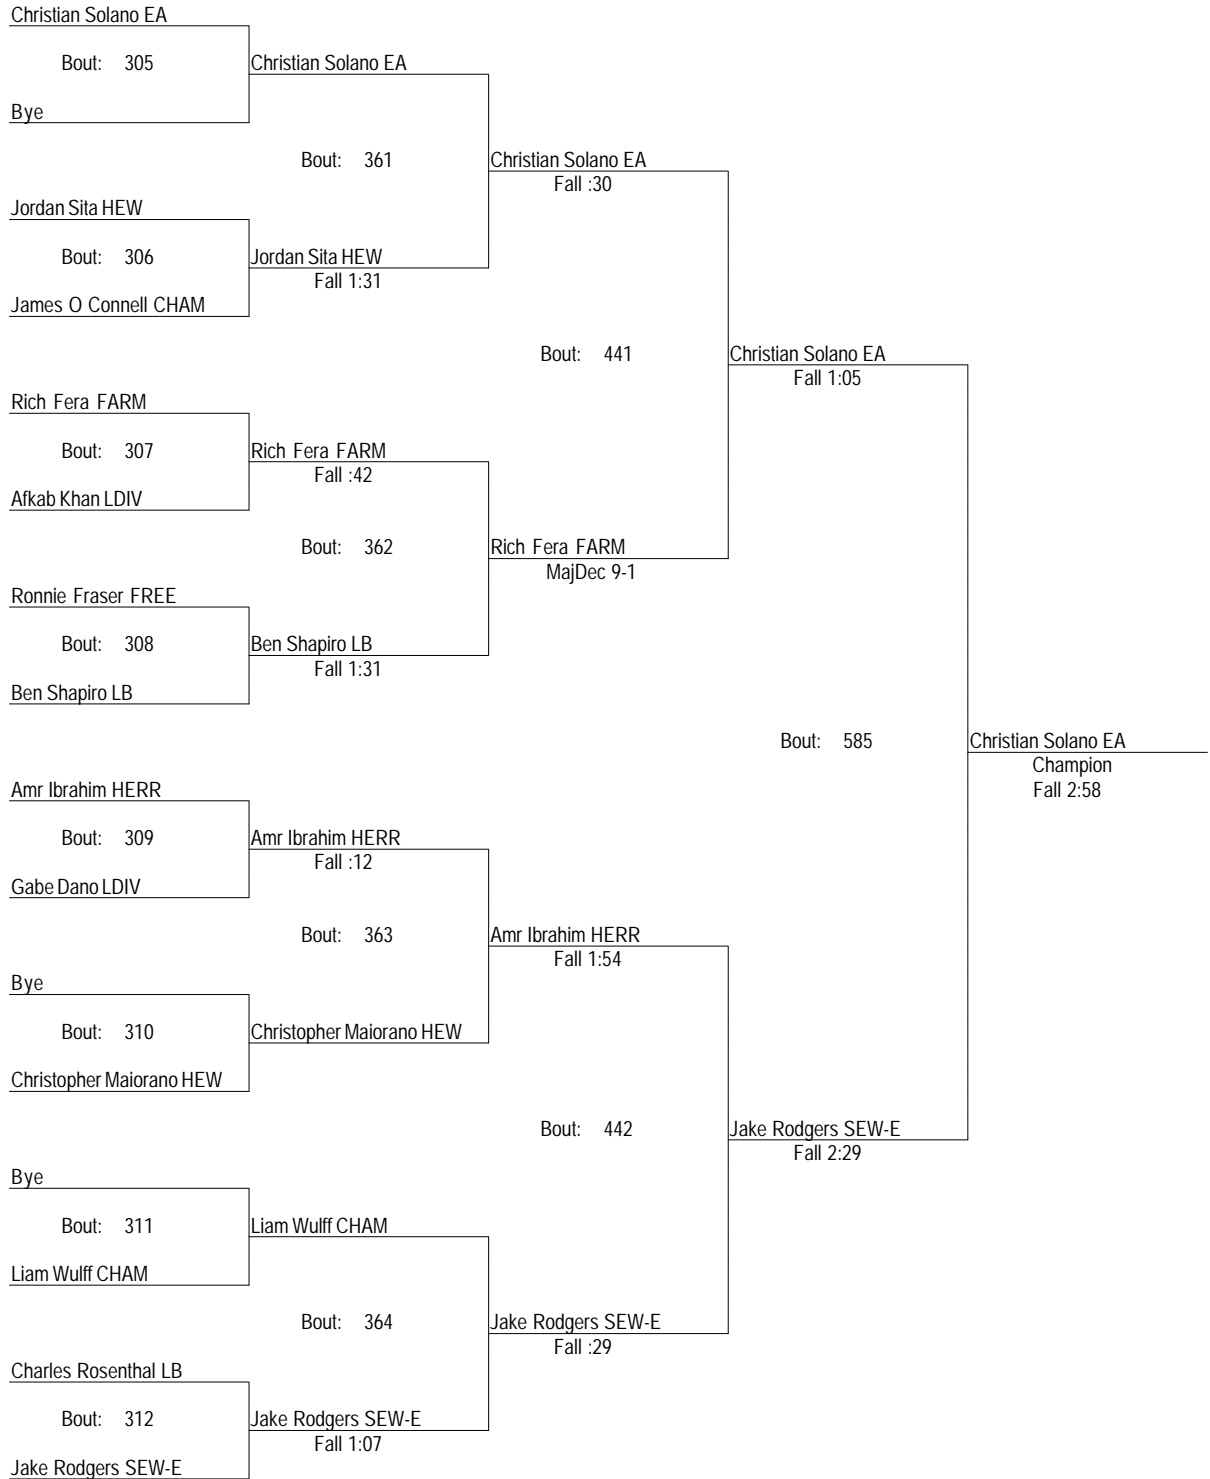 Christian Solano EA
Bout: 305
Christian Solano EA
Bye
Bout: 361
Christian Solano EA
Fall :30
Jordan Sita HEW
Bout: 306
Jordan Sita HEW
Fall 1:31
James O Connell CHAM
Bout: 441
Christian Solano EA
Fall 1:05
Rich Fera FARM
Bout: 307
Rich Fera FARM
Fall :42
Afkab Khan LDIV
Bout: 362
Rich Fera FARM
MajDec 9-1
Ronnie Fraser FREE
Bout: 308
Ben Shapiro LB
Fall 1:31
Ben Shapiro LB
Bout: 585
Christian Solano EA
Champion
Fall 2:58
Amr Ibrahim HERR
Bout: 309
Amr Ibrahim HERR
Fall :12
Gabe Dano LDIV
Bout: 363
Amr Ibrahim HERR
Fall 1:54
Bye
Bout: 310
Christopher Maiorano HEW
Christopher Maiorano HEW
Bout: 442
Jake Rodgers SEW-E
Fall 2:29
Bye
Bout: 311
Liam Wulff CHAM
Liam Wulff CHAM
Bout: 364
Jake Rodgers SEW-E
Fall :29
Charles Rosenthal LB
Bout: 312
Jake Rodgers SEW-E
Fall 1:07
Jake Rodgers SEW-E